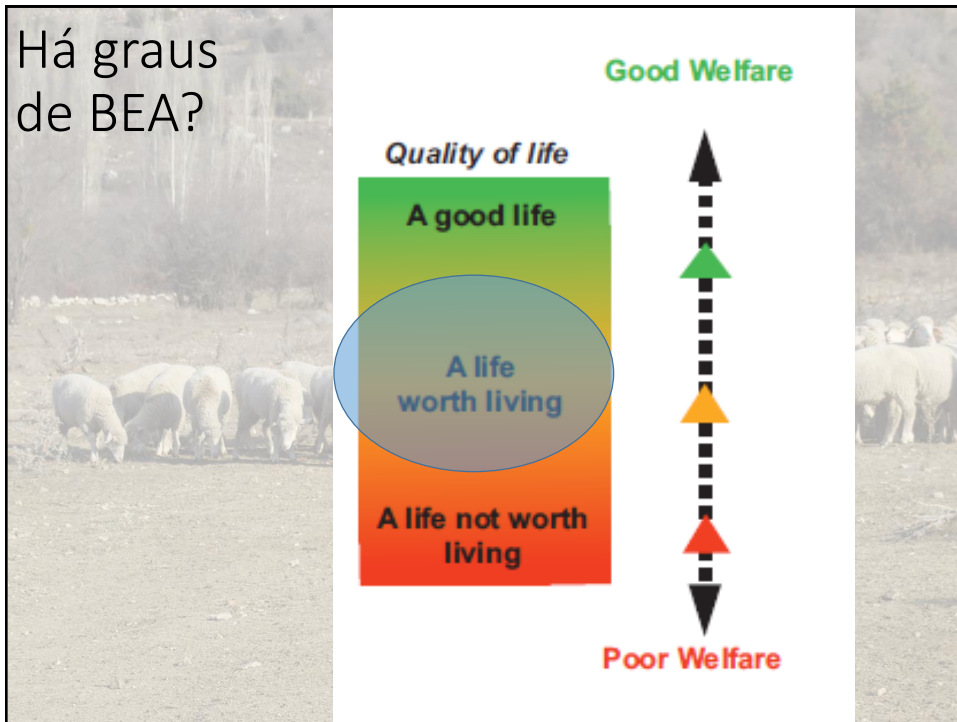 Há graus
de BEA?
Good Welfare
Quality of life
A good life
A life
worth living
A life not worth
living
Poor Welfare